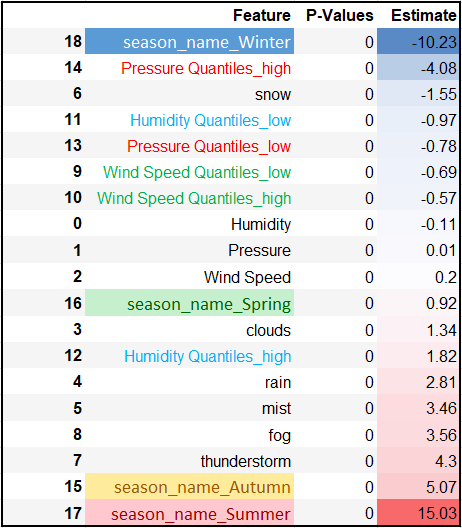 Feature P-Values Estimate
18 season_name_Winter 0 -10.23
14 Pressure Quantiles_high 0 -4.08
6 snow 0 -1.55
11 Humidity Quantiles_low 0 -0.97
13 Pressure Quantiles_low 0 -0.78
9 Wind Speed Quantiles_low 0 -0.69
10 Wind Speed Quantiles_high 0 -0.57
0 Humidity 0 -0.11
1 Pressure 0 0.01
2 Wind Speed 0 0.2
16 season_name_Spring 0 0.92
3 clouds 0 1.34
12 Humidity Quantiles_high 0 1.82
4 rain 0 2.81
5 mist 0 3.46
8 fog 0 3.56
7 thunderstorm 0 4.3
15 season_name_Autumn 0 5.07
17 season_name_Summer 0 15.03